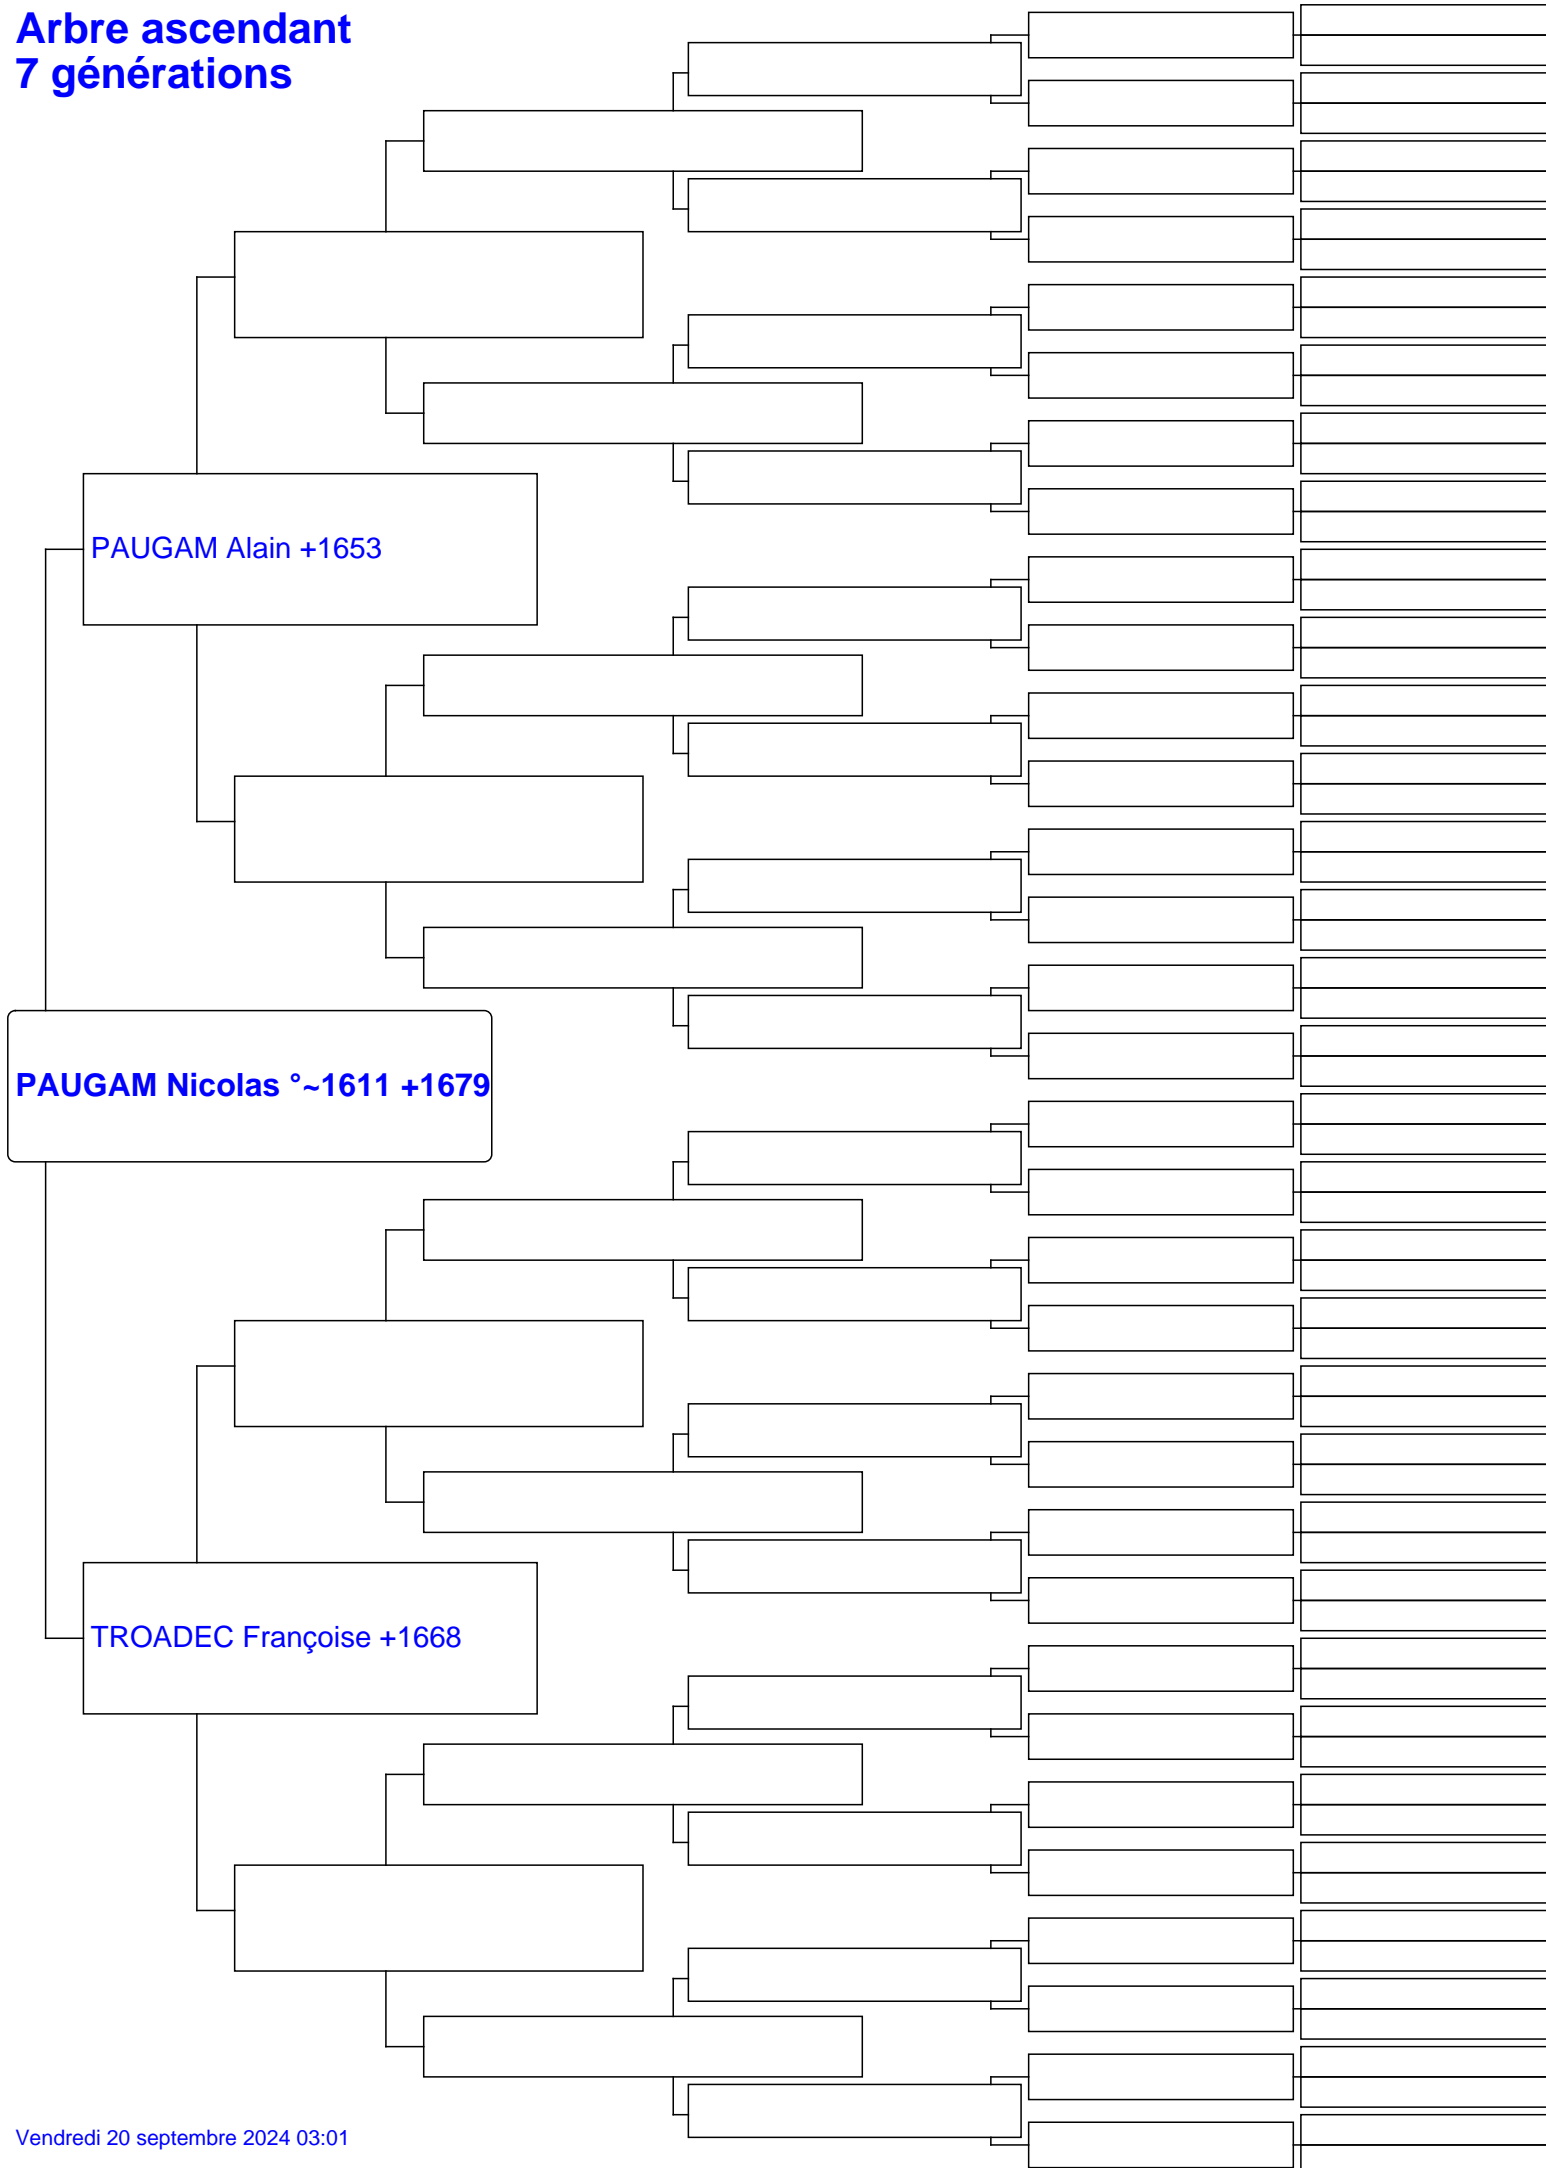 Arbre ascendant
7 générations
PAUGAM Alain +1653
PAUGAM Nicolas °~1611 +1679
TROADEC Françoise +1668
Vendredi 20 septembre 2024 03:01